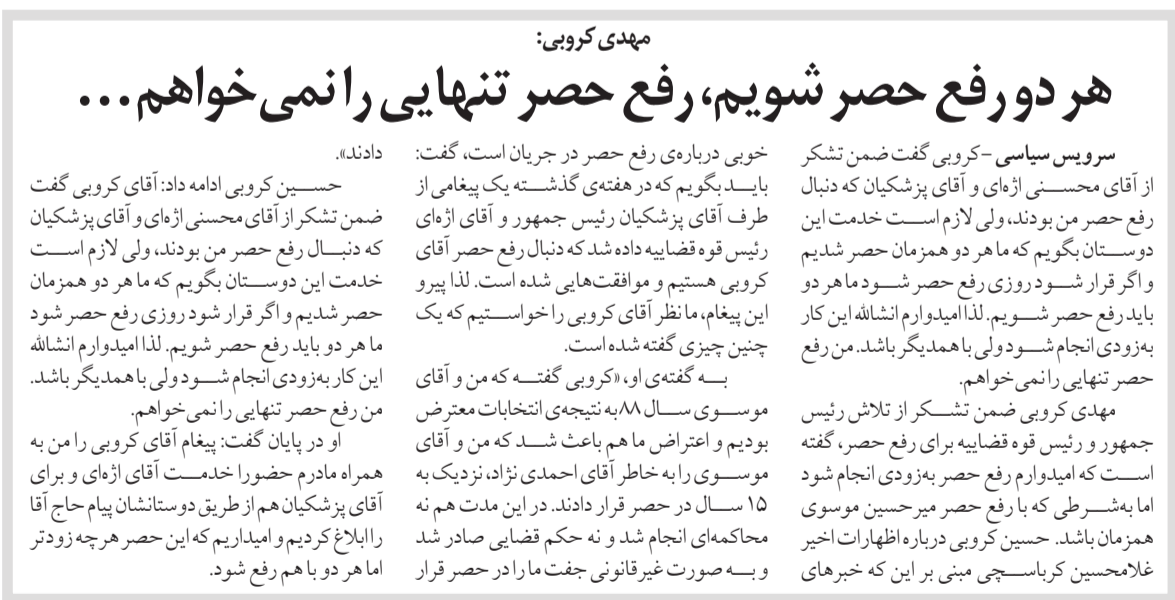 مهدی کروبی:
هر دو رفع حصر شویم، رفع حصر تنهایی را نمی‌خواهم...
سرویس سیاسی - کروبی گفت ضمن تشکر
از آقای محسنی اژه‌ای و آقای پزشکیان که دنبال
رفع حصر من بودند، ولی لازم است خدمت این
دوستان بگویم که ما هر دو همزمان حصر شدیم
و اگر قرار شود روزی رفع حصر شود ما هر دو
باید رفع حصر شویم. لذا امیدوارم انشالله این کار
به‌زودی انجام شود ولی با همدیگر باشد. من رفع
حصر تنهایی را نمی‌خواهم.
مهدی کروبی ضمن تشکر از تلاش رئیس
جمهور و رئیس قوه قضاییه برای رفع حصر، گفته
است که امیدوارم رفع حصر به‌زودی انجام شود
اما به‌شرطی که با رفع حصر میرحسین موسوی
همزمان باشد. حسین کروبی درباره اظهارات اخیر
غلامحسین کرباسچی مبنی بر این که خبرهای
خوبی درباره‌ی رفع حصر در جریان است، گفت:
باید بگویم که در هفته‌ی گذشته یک پیغامی از
طرف آقای پزشکیان رئیس جمهور و آقای اژه‌ای
رئیس قوه قضاییه داده شد که دنبال رفع حصر آقای
کروبی هستیم و موافقت‌هایی شده است. لذا پیرو
این پیغام، ما نظر آقای کروبی را خواستیم که یک
چنین چیزی گفته شده است.
به گفته‌ی او، «کروبی گفته که من و آقای
موسوی سال ۸۸ به نتیجه‌ی انتخابات معترض
بودیم و اعتراض ما هم باعث شد که من و آقای
موسوی را به خاطر آقای احمدی نژاد، نزدیک به
۱۵ سال در حصر قرار دادند. در این مدت هم نه
محاکمه‌ای انجام شد و نه حکم قضایی صادر شد
و به صورت غیرقانونی جفت ما را در حصر قرار
دادند».
حسین کروبی ادامه داد: آقای کروبی گفت
ضمن تشکر از آقای محسنی اژه‌ای و آقای پزشکیان
که دنبال رفع حصر من بودند، ولی لازم است
خدمت این دوستان بگویم که ما هر دو همزمان
حصر شدیم و اگر قرار شود روزی رفع حصر شود
ما هر دو باید رفع حصر شویم. لذا امیدوارم انشالله
این کار به‌زودی انجام شود ولی با همدیگر باشد.
من رفع حصر تنهایی را نمی‌خواهم.
او در پایان گفت: پیغام آقای کروبی را من به
همراه مادرم حضورا خدمت آقای اژه‌ای و برای
آقای پزشکیان هم از طریق دوستانشان پیام حاج آقا
را ابلاغ کردیم و امیداریم که این حصر هرچه زودتر
اما هر دو با هم رفع شود.